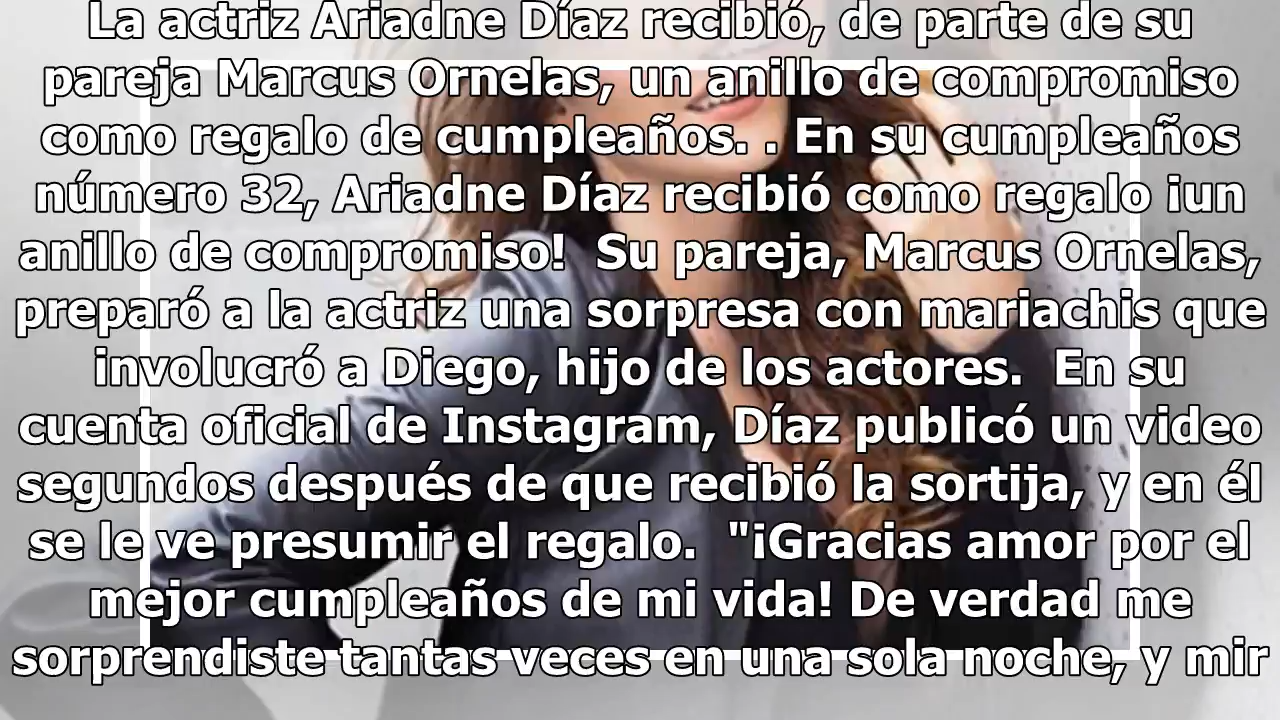 La actriz Ariadne Díaz recibió, de parte de su
pareja Marcus Ornelas, un anillo de compromiso
como regalo de cumpleaños. . En su cumpleaños
número 32, Ariadne Díaz recibió como regalo ¡un
anillo de compromiso!  Su pareja, Marcus Ornelas,
preparó a la actriz una sorpresa con mariachis que
involucró a Diego, hijo de los actores.  En su
cuenta oficial de Instagram, Díaz publicó un video
segundos después de que recibió la sortija, y en él
se le ve presumir el regalo.  "¡Gracias amor por el
mejor cumpleaños de mi vida! De verdad me
sorprendiste tantas veces en una sola noche, y mir